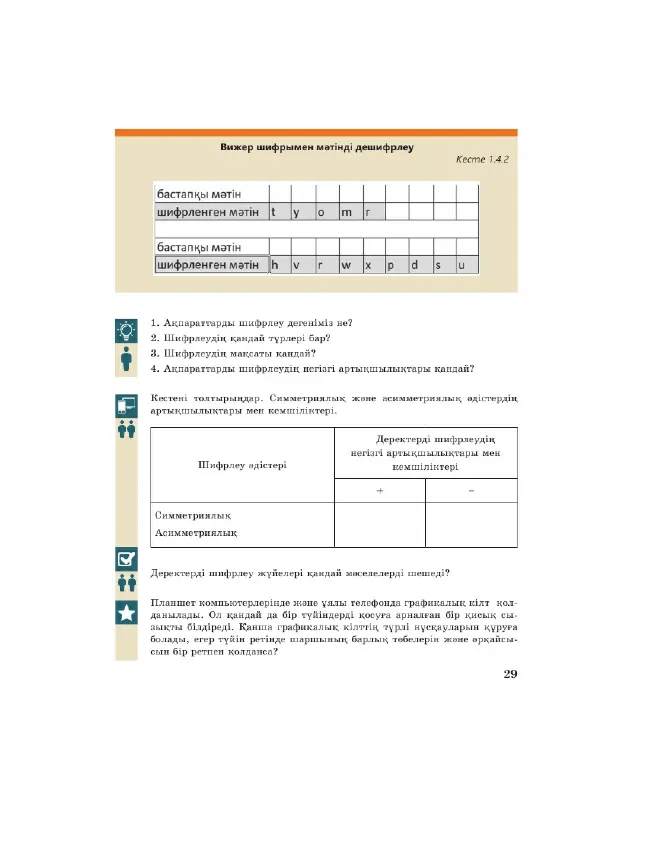 Вижер шифрымен мәтінді дешифрлеу
Кесте 1.4.2
бастапқы мәтін
шифрленген мәтін t y o m r
бастапқы мәтін
шифрленген мәтін h v r w x p d s u
1. Ақпараттарды шифрлеу дегеніміз не?
2. Шифрлеудің қандай түрлері бар?
3. Шифрлеудің мақсаты қандай?
4. Ақпараттарды шифрлеудің негізгі артықшылықтары қандай?
Кестені толтырыңдар. Симметриялық және асимметриялық әдістердің
артықшылықтары мен кемшіліктері.
Шифрлеу әдістері
Деректерді шифрлеудің
негізгі артықшылықтары мен
кемшіліктері
+ –
Симметриялық
Асимметриялық
Деректерді шифрлеу жүйелері қандай мәселелерді шешеді?
Планшет компьютерлерінде және ұялы телефонда графикалық кілт қол-
данылады. Ол қандай да бір түйіндерді қосуға арналған бір қисық сы-
зықты білдіреді. Қанша графикалық кілттің түрлі нұсқауларын құруға
болады, егер түйін ретінде шаршының барлық төбелерін және әрқайсы-
сын бір ретпен қолданса?
29